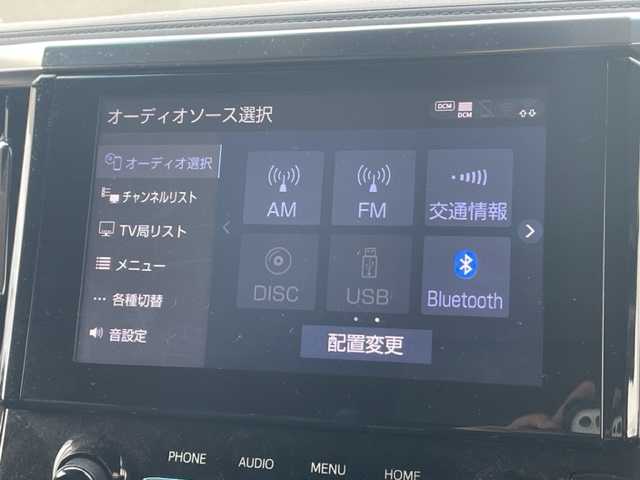 オーディオソース選択
DCM
DCM
オーディオ選択
チャンネルリスト
TV局リスト
メニュー
各種切替
音設定
AM
FM
交通情報
DISC
USB
Bluetooth
配置変更
PHONE
AUDIO
MENU
HOME